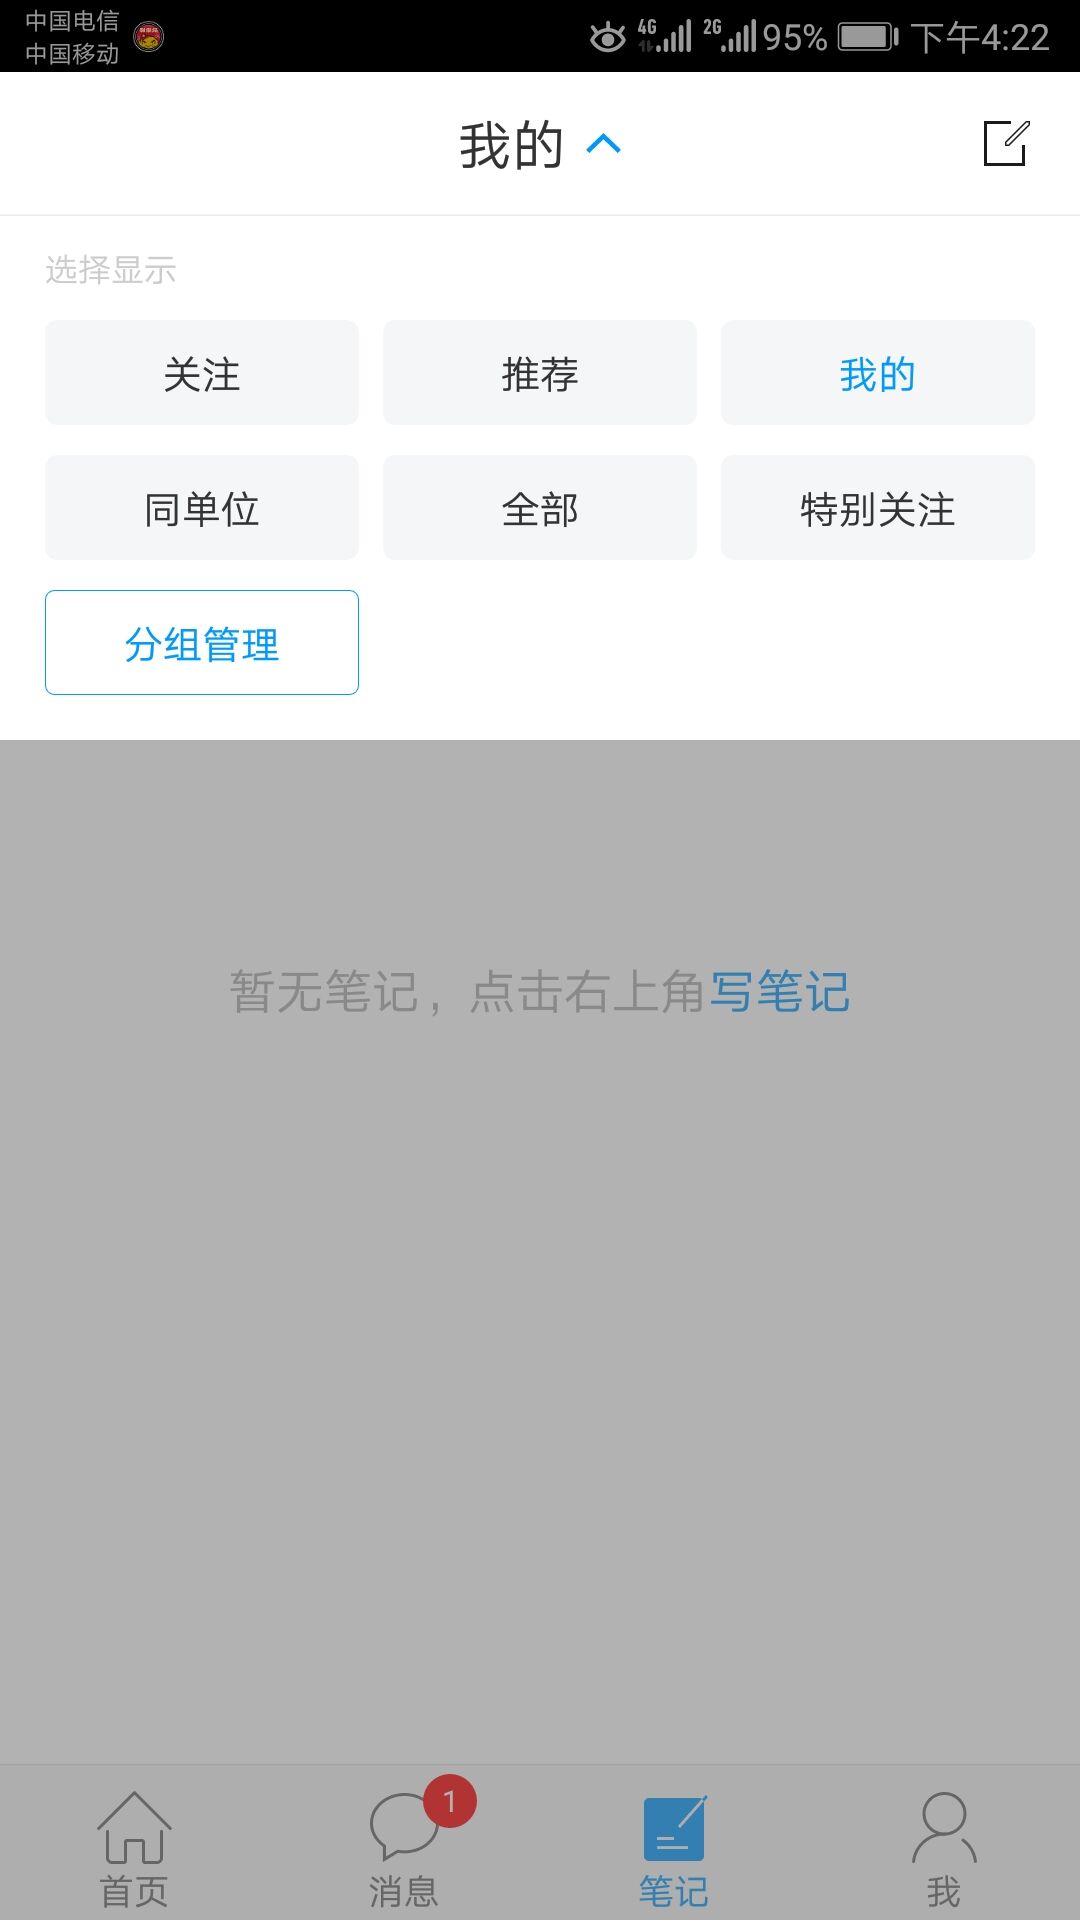 中国电信
中国移动
4G 2G 95% 下午4:22
我的
选择显示
关注 推荐 我的
同单位 全部 特别关注
分组管理
暂无笔记，点击右上角写笔记
1
首页 消息 笔记 我